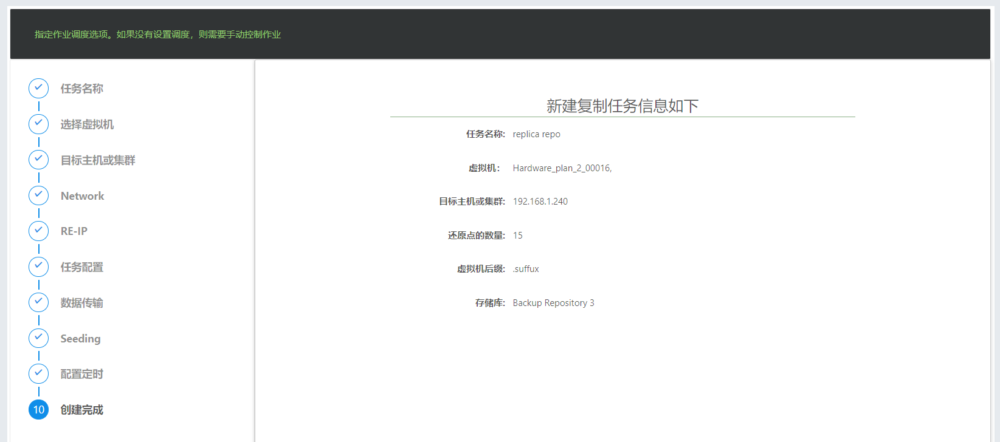 指定作业调度选项。如果没有设置调度，则需要手动控制作业
任务名称
选择虚拟机
目标主机或集群
Network
RE-IP
任务配置
数据传输
Seeding
配置定时
10 创建完成
新建复制任务信息如下
任务名称: replica repo
虚拟机： Hardware_plan_2_00016,
目标主机或集群: 192.168.1.240
还原点的数量: 15
虚拟机后缀: .suffux
存储库: Backup Repository 3